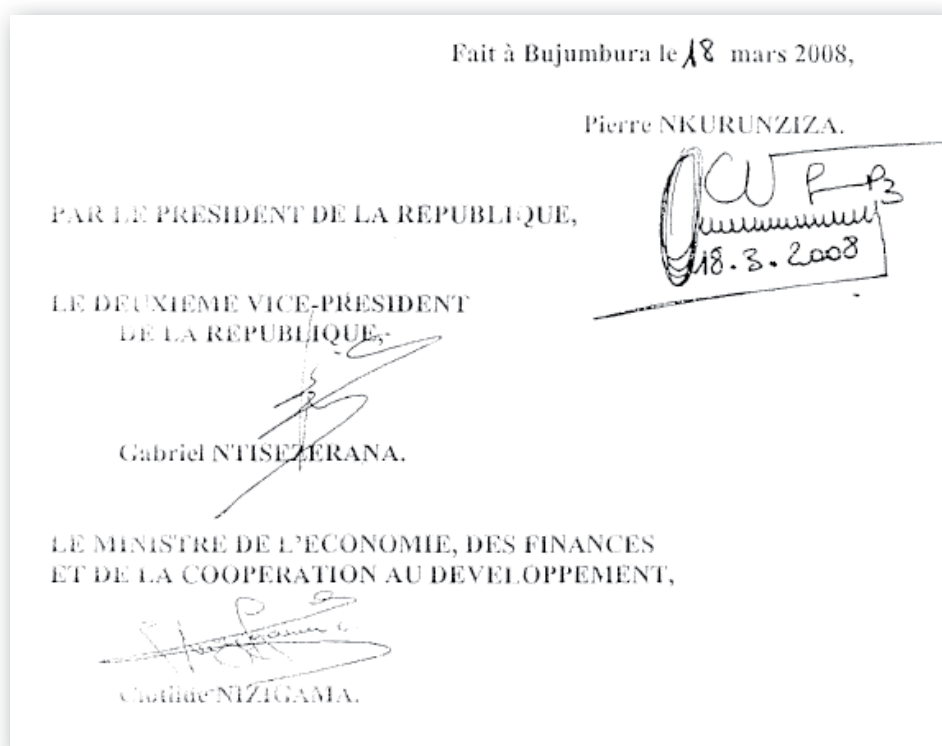 Fait à Bujumbura le 18 mars 2008,
Pierre NKURUNZIZA.
18.3.2008
PAR LE PRESIDENT DE LA REPUBLIQUE,
LE DEUXIEME VICE-PRESIDENT
DE LA REPUBLIQUE,-
Gabriel NTISEZERANA.
LE MINISTRE DE L'ECONOMIE, DES FINANCES
ET DE LA COOPERATION AU DEVELOPPEMENT,
Clotilde NIZIGAMA.